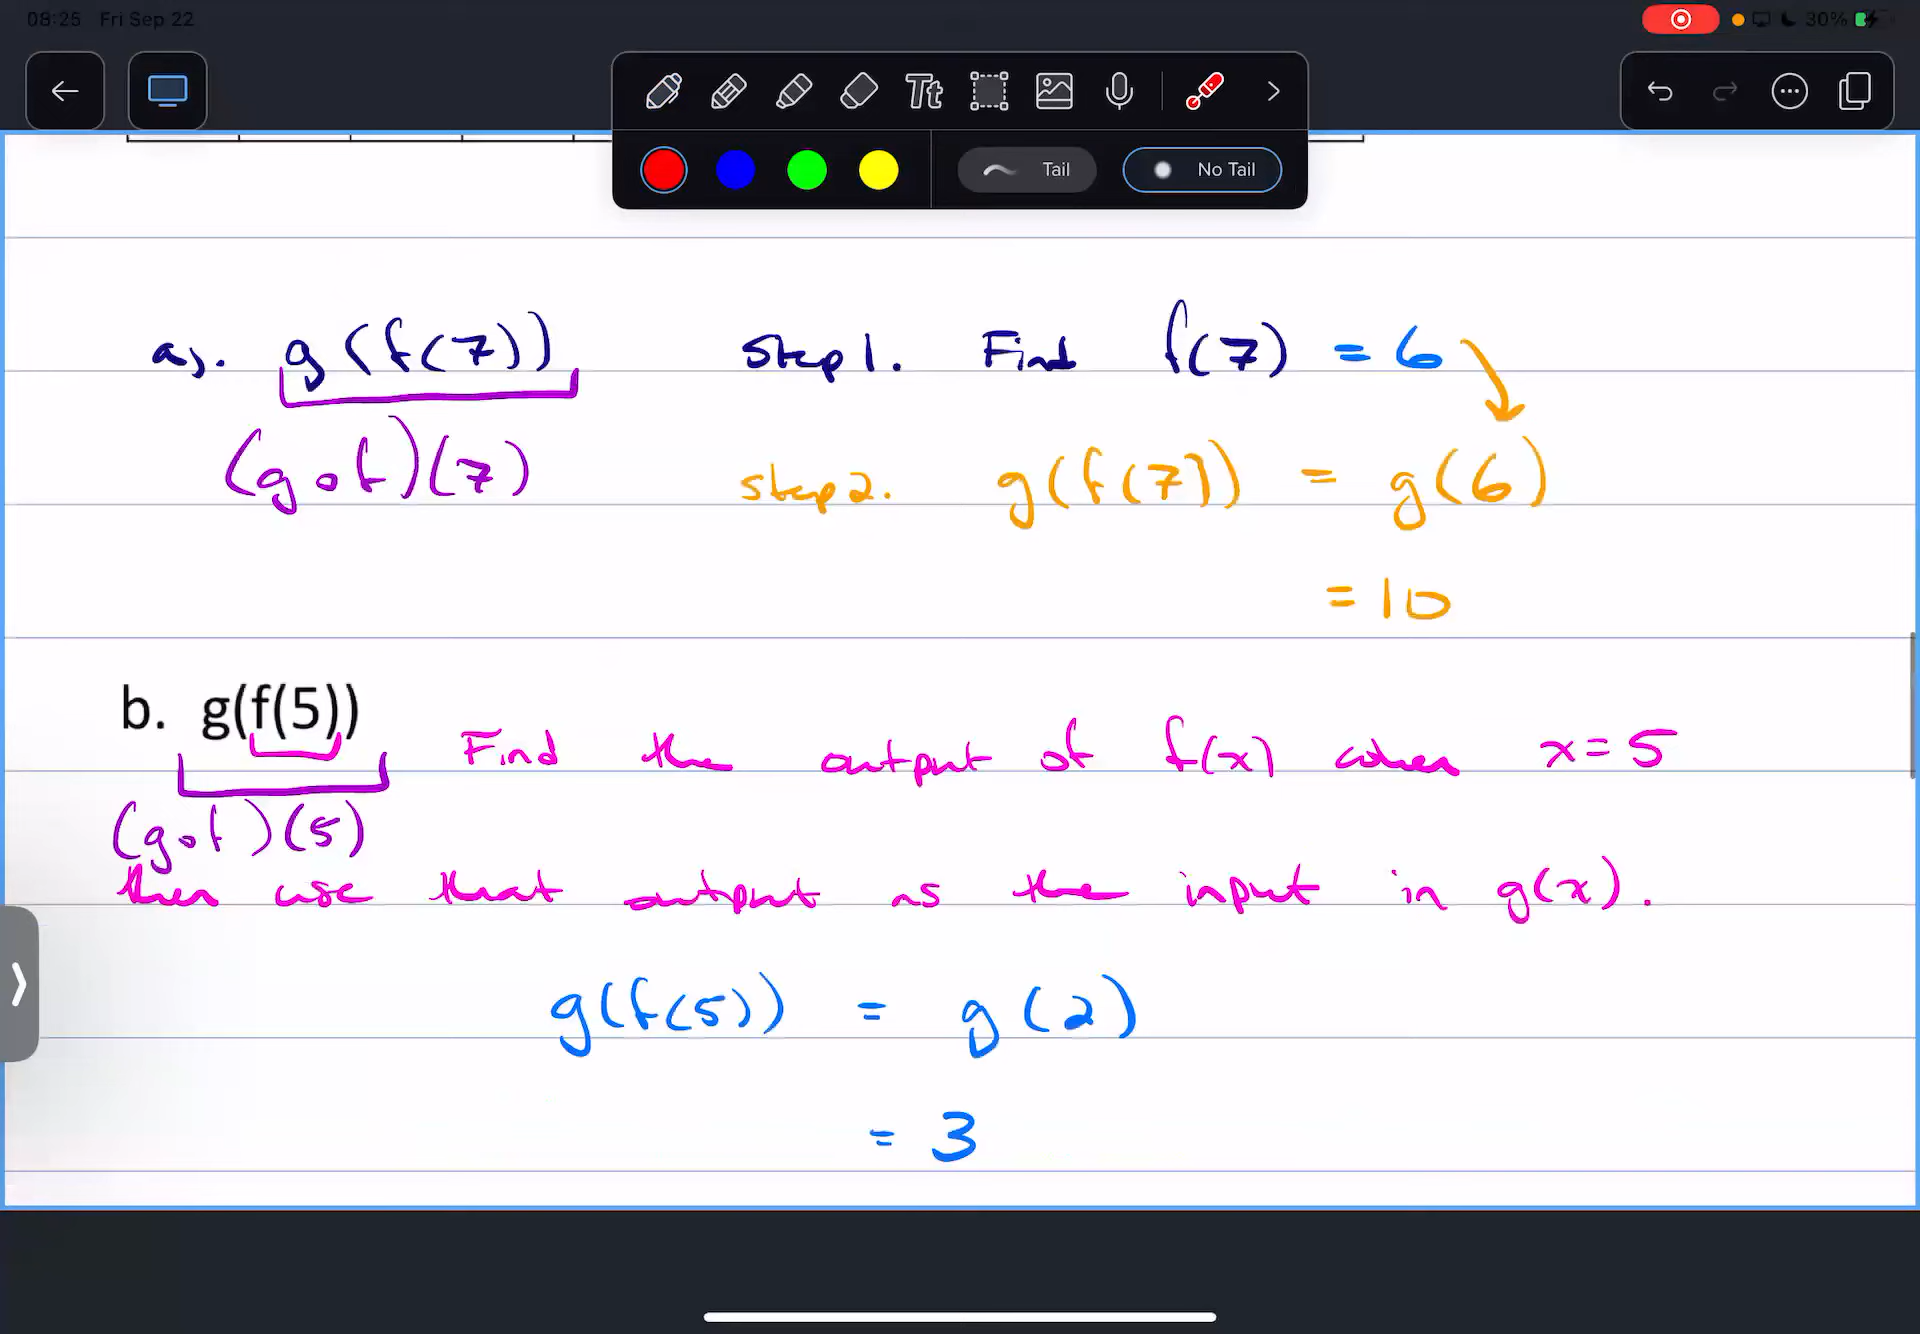 08:25 Fri Sep 22 30%
Tt
Tail No Tail
a). g(f(7)) Step 1. Find f(7) = 6
(g∘f)(7) step 2. g(f(7)) = g(6)
= 10
b. g(f(5)) Find the output of f(x) when x=5
(g∘f)(5)
then use that output as the input in g(x).
g(f(5)) = g(2)
= 3